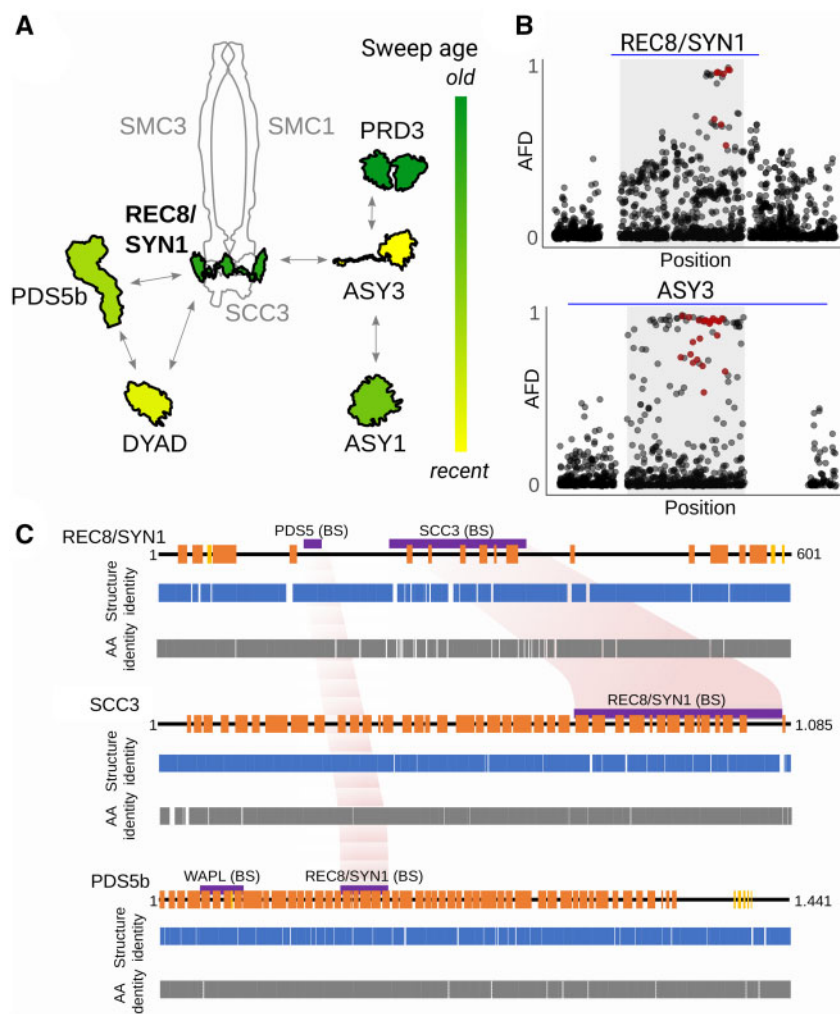 A
Sweep age
old
SMC3
SMC1
PRD3
REC8/
SYN1
PDS5b
ASY3
SCC3
DYAD
ASY1
recent
B
REC8/SYN1
1
AFD
0
Position
ASY3
1
AFD
0
Position
C
REC8/SYN1
PDS5 (BS)
SCC3 (BS)
1
601
Structure
identity
AA
identity
SCC3
REC8/SYN1 (BS)
1
1.085
Structure
identity
AA
identity
PDS5b
WAPL (BS)
REC8/SYN1 (BS)
1
1.441
Structure
identity
AA
dentity